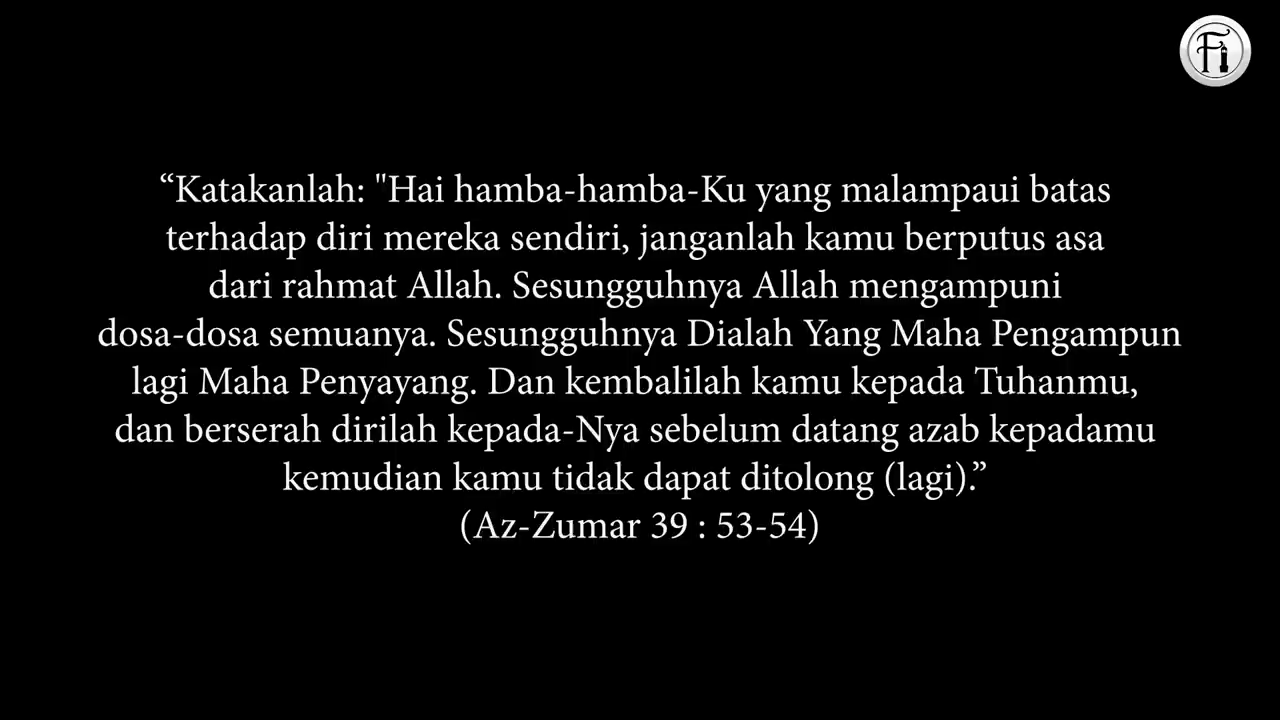 Fi
“Katakanlah: "Hai hamba-hamba-Ku yang malampaui batas
terhadap diri mereka sendiri, janganlah kamu berputus asa
dari rahmat Allah. Sesungguhnya Allah mengampuni
dosa-dosa semuanya. Sesungguhnya Dialah Yang Maha Pengampun
lagi Maha Penyayang. Dan kembalilah kamu kepada Tuhanmu,
dan berserah dirilah kepada-Nya sebelum datang azab kepadamu
kemudian kamu tidak dapat ditolong (lagi).”
(Az-Zumar 39 : 53-54)